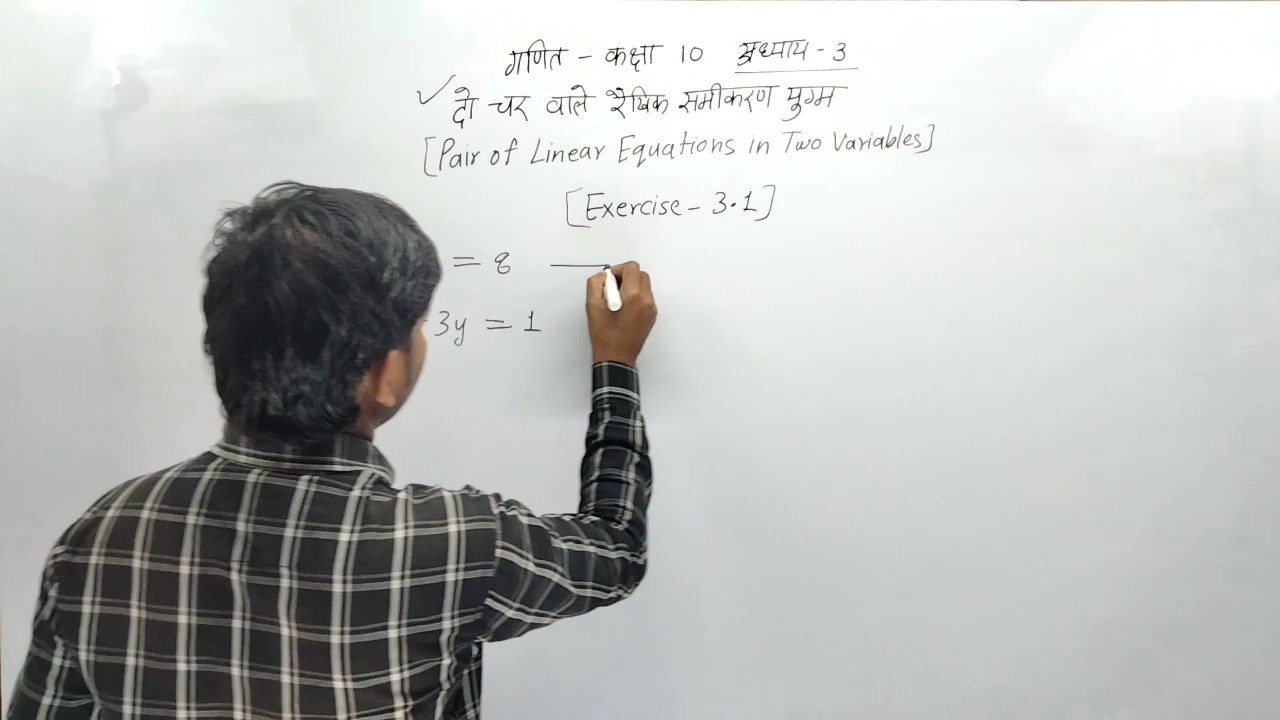 गणित - कक्षा 10 अध्याय - 3
✓ दो चर वाले रैखिक समीकरण युग्म
[Pair of Linear Equations in Two Variables]
[Exercise - 3.1]
= 8
3y = 1